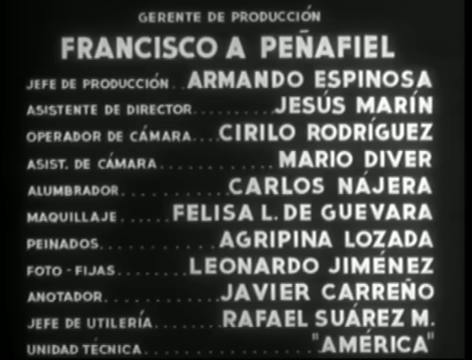 GERENTE DE PRODUCCIÓN
FRANCISCO A PEÑAFIEL
JEFE DE PRODUCCIÓN..ARMANDO ESPINOSA
ASISTENTE DE DIRECTOR..........JESÚS MARÍN
OPERADOR DE CÁMARA....CIRILO RODRÍGUEZ
ASIST. DE CÁMARA..............MARIO DIVER
ALUMBRADOR............CARLOS NÁJERA
MAQUILLAJE......FELISA L. DE GUEVARA
PEINADOS............AGRIPINA LOZADA
FOTO-FIJAS.......LEONARDO JIMÉNEZ
ANOTADOR............JAVIER CARREÑO
JEFE DE UTILERÍA.......RAFAEL SUÁREZ M.
UNIDAD TÉCNICA................."AMÉRICA"